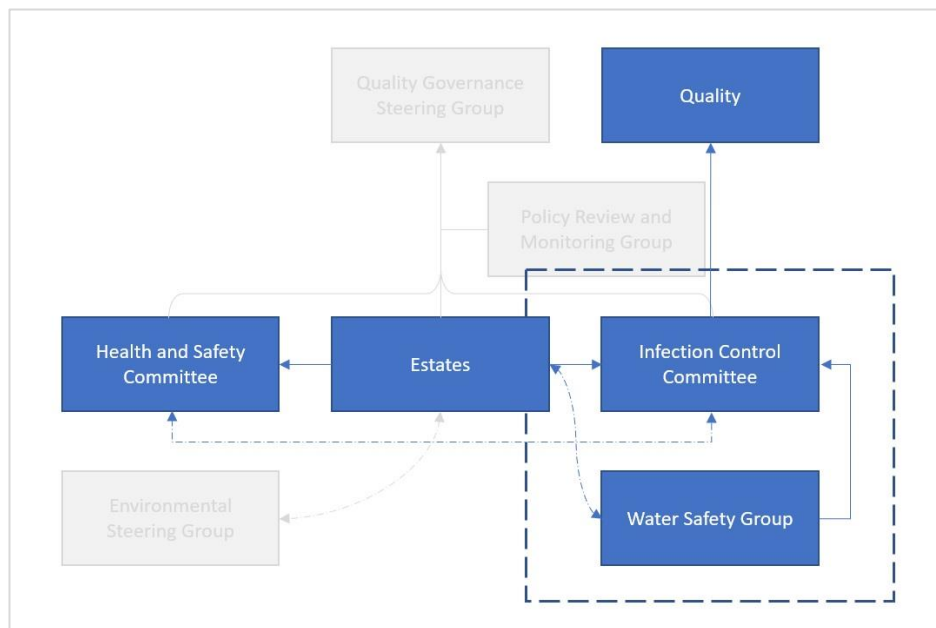 Quality Governance
Steering Group
Quality
Policy Review and
Monitoring Group
Health and Safety
Committee
Estates
Infection Control
Committee
Environmental
Steering Group
Water Safety Group